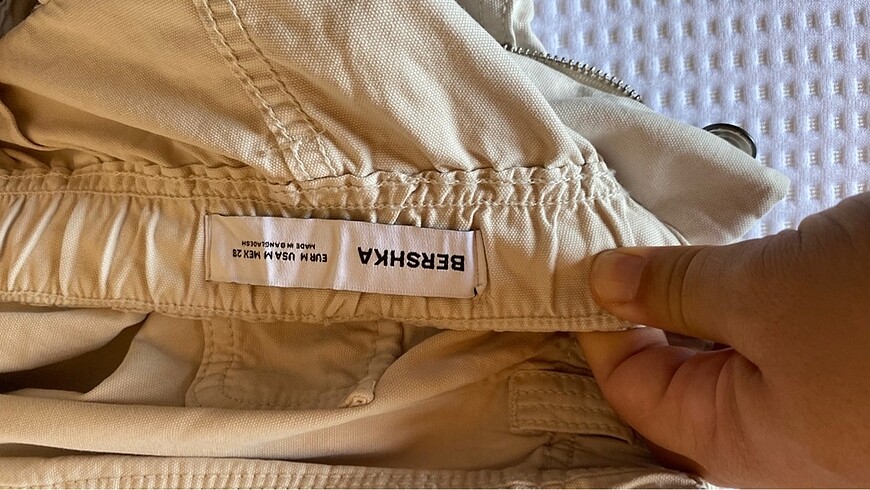 BERSHKA
EUR M USA M MEX 28
MADE IN BANGLADESH